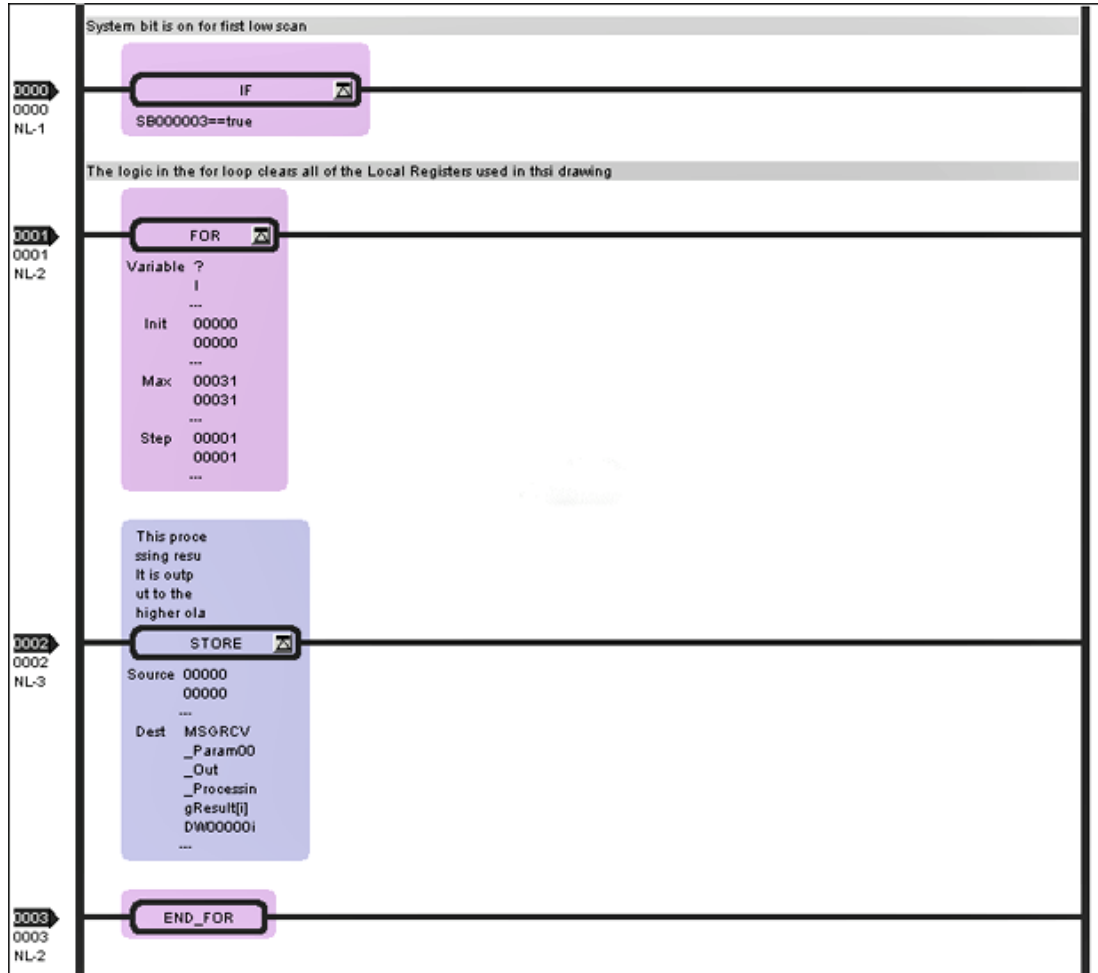 System bit is on for first low scan
IF
0000
0000
NL-1
SB000003==true
The logic in the for loop clears all of the Local Registers used in thsi drawing
FOR
0001
0001
NL-2
Variable ?
I
...
Init 00000
00000
...
Max 00031
00031
...
Step 00001
00001
...
This proce
ssing resu
lt is outp
ut to the
higher ola
STORE
0002
0002
NL-3
Source 00000
00000
...
Dest MSGRCV
_Param00
_Out
_Processin
gResult[i]
DW00000i
...
END_FOR
0003
0003
NL-2